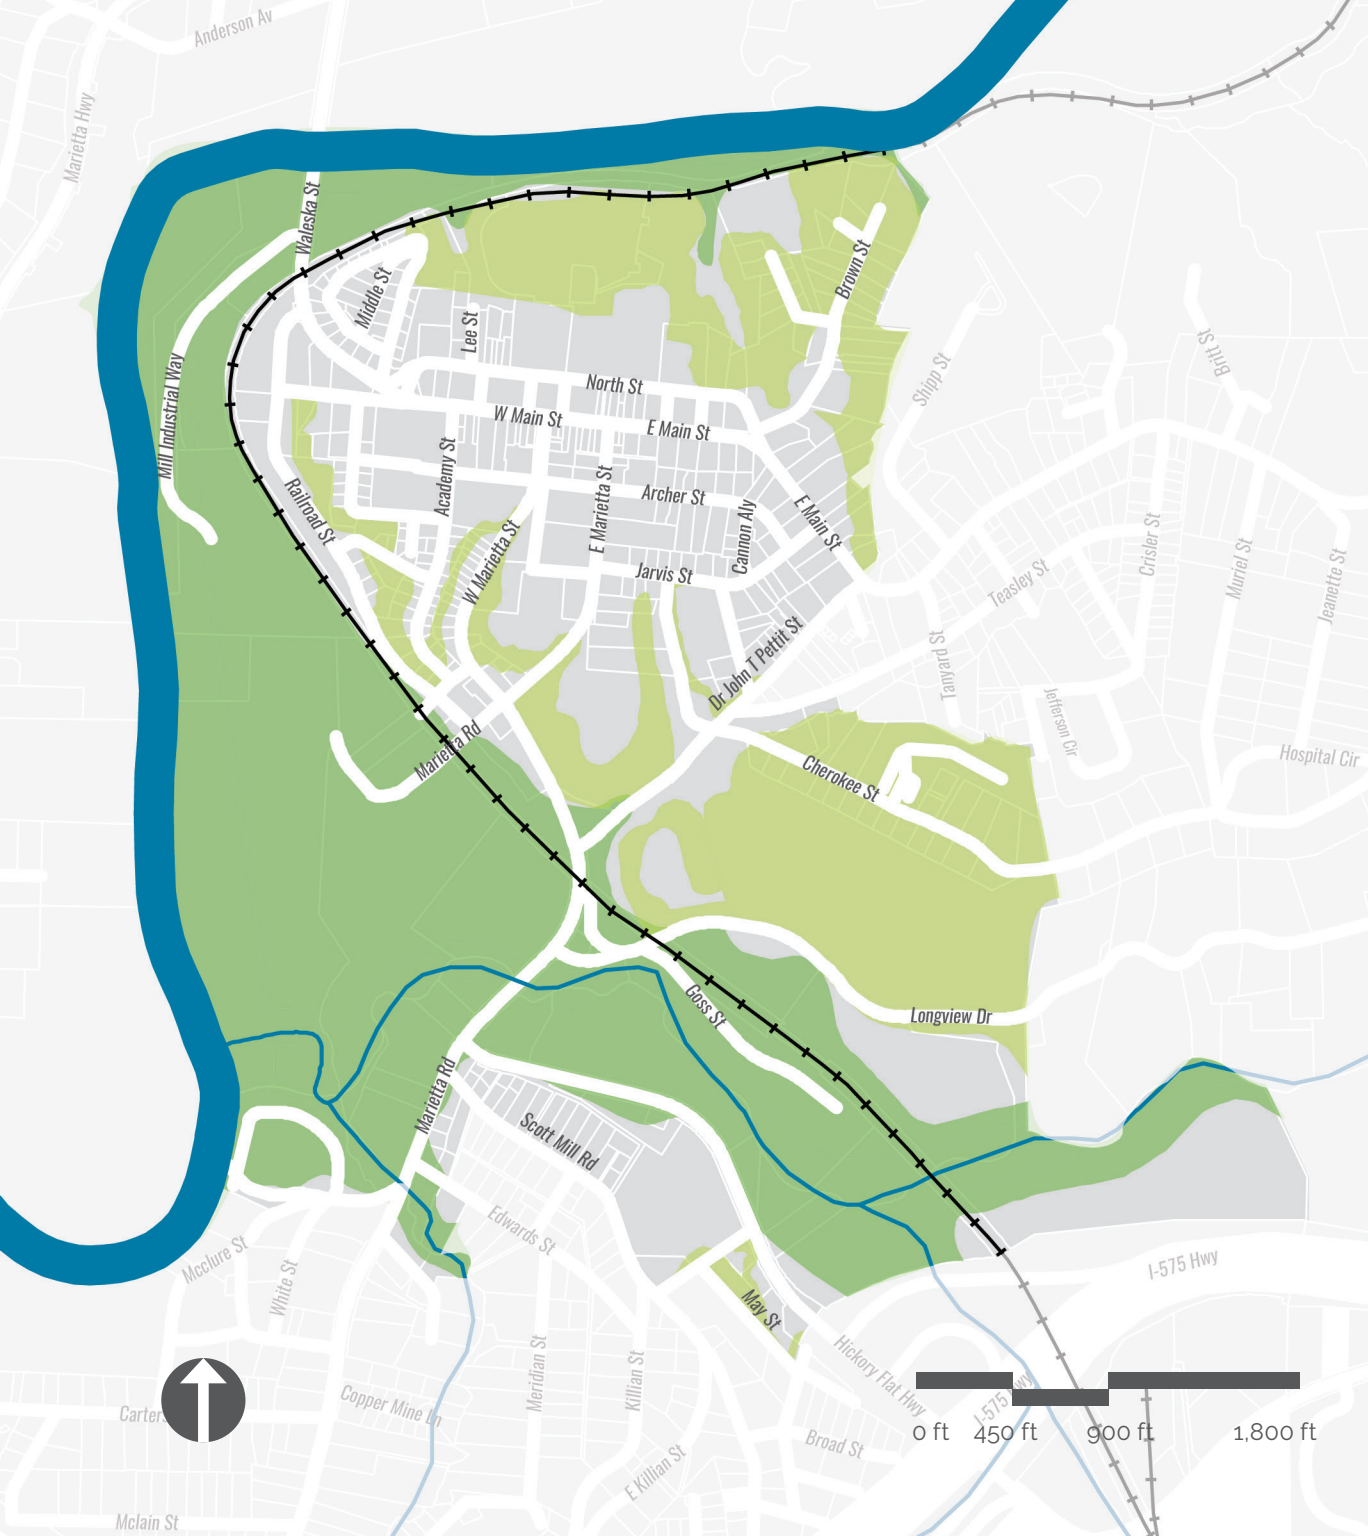 Anderson Av
Marietta Hwy
Waleska St
Middle St
Brown St
Lee St
Shipp St
Britt St
Mill Industrial Way
North St
W Main St
E Main St
Academy St
Railroad St
E Marietta St
Archer St
E Main St
Cannon Aly
W Marietta St
Jarvis St
Crisler St
Muriel St
Jeanette St
Teasley St
Dr John T Pettit St
Tanyard St
Jefferson Cir
Marietta Rd
Cherokee St
Hospital Cir
Goss St
Longview Dr
Marietta Rd
Scott Mill Rd
Edwards St
Mcclure St
White St
I-575 Hwy
May St
Meridian St
Killian St
Hickory Flat Hwy
I-575 Hwy
Carters
Copper Mine Ln
0 ft 450 ft 900 ft 1,800 ft
Broad St
E Killian St
Mclain St